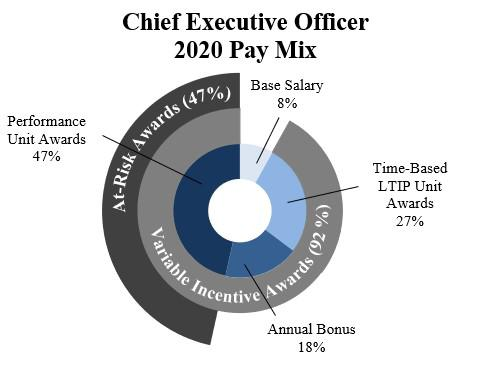 Chief Executive Officer
2020 Pay Mix
Base Salary
8%
At-Risk Awards (47%)
Performance
Unit Awards
47%
Time-Based
LTIP Unit
Awards
27%
Variable Incentive Awards (92 %)
Annual Bonus
18%